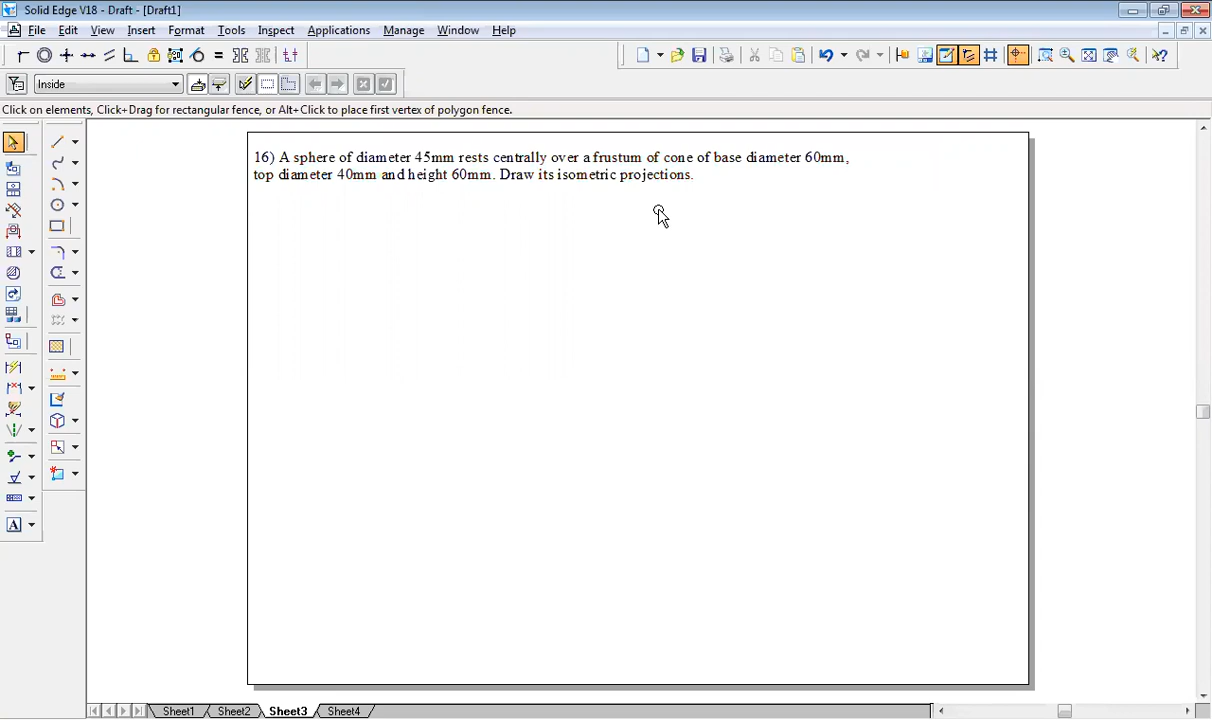 Solid Edge V18 - Draft - [Draft1]
File Edit View Insert Format Tools Inspect Applications Manage Window Help
Inside
Click on elements, Click+Drag for rectangular fence, or Alt+Click to place first vertex of polygon fence.
16) A sphere of diameter 45mm rests centrally over a frustum of cone of base diameter 60mm,
top diameter 40mm and height 60mm. Draw its isometric projections.
A
Sheet1 Sheet2 Sheet3 Sheet4